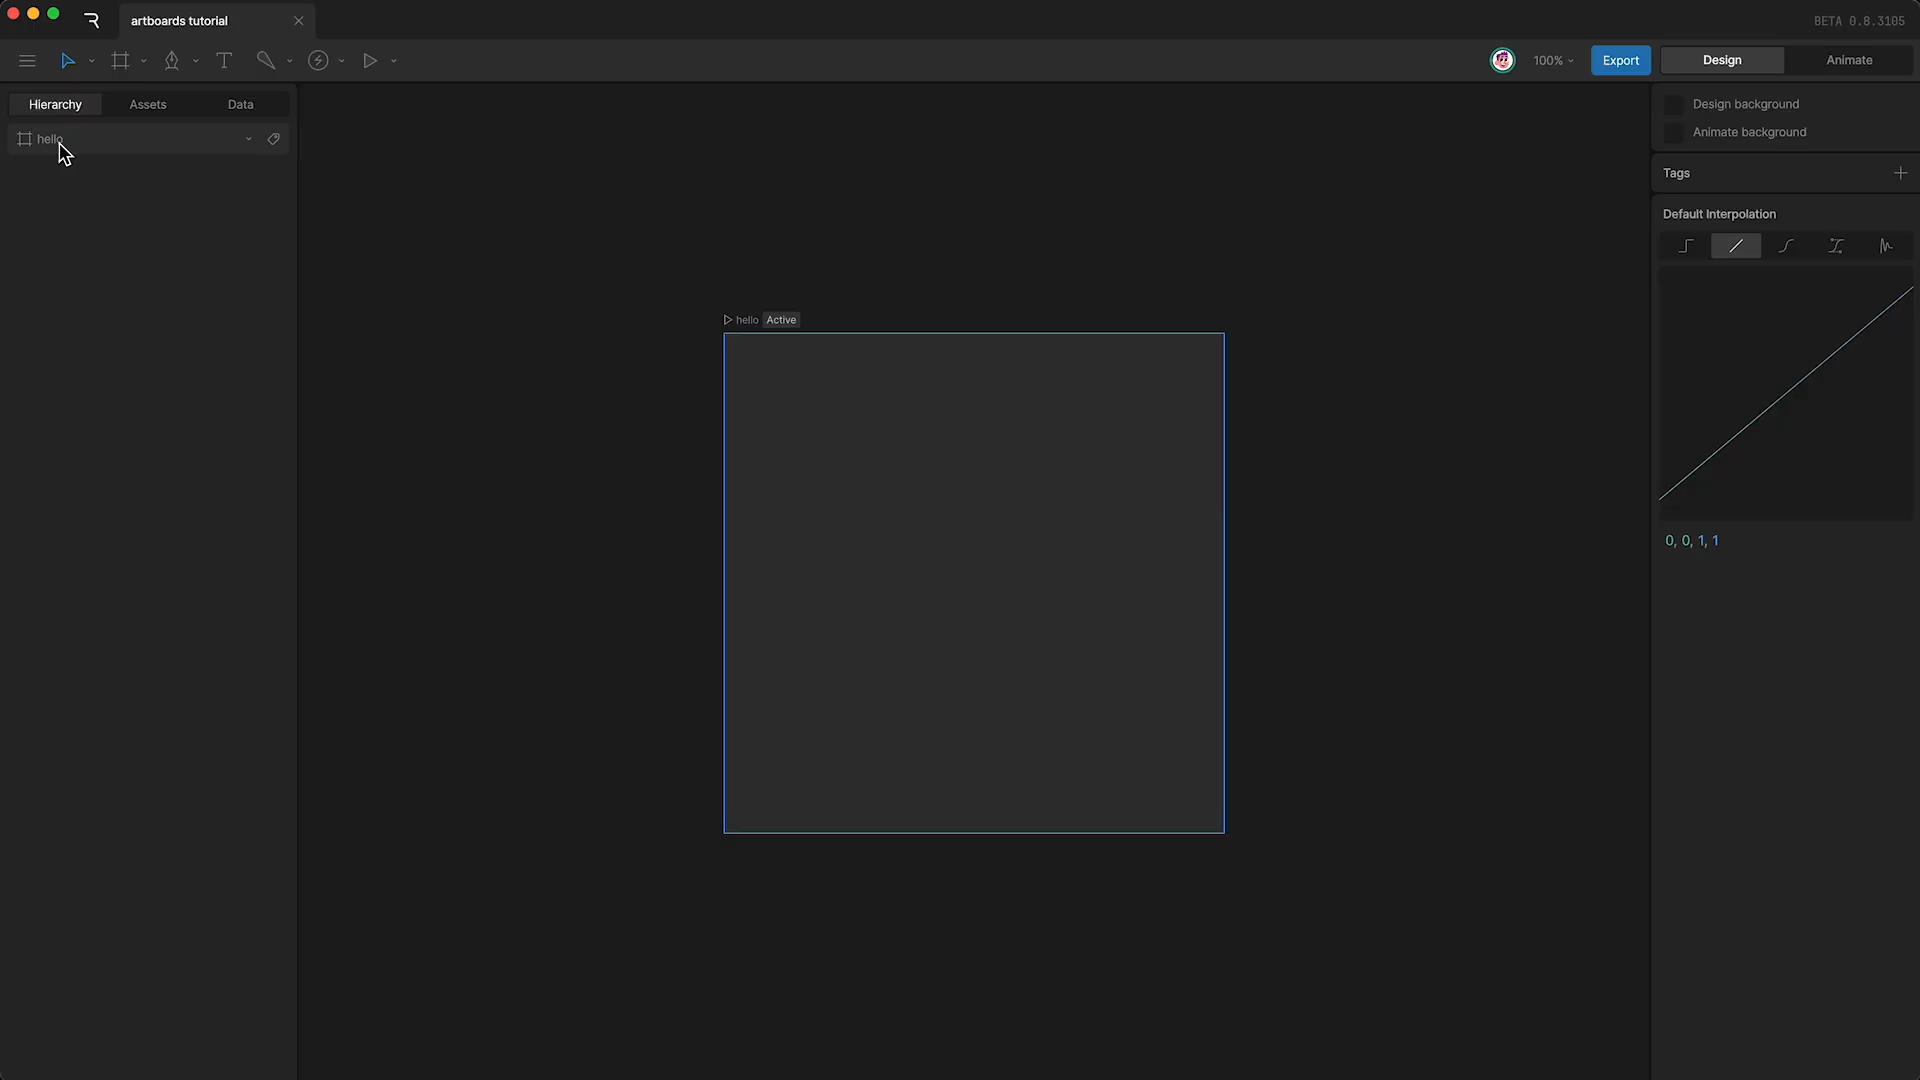 artboards tutorial
BETA 0.8.3105
100%
Export
Design
Animate
Hierarchy
Assets
Data
hello
Design background
Animate background
Tags
Default Interpolation
0, 0, 1, 1
hello Active